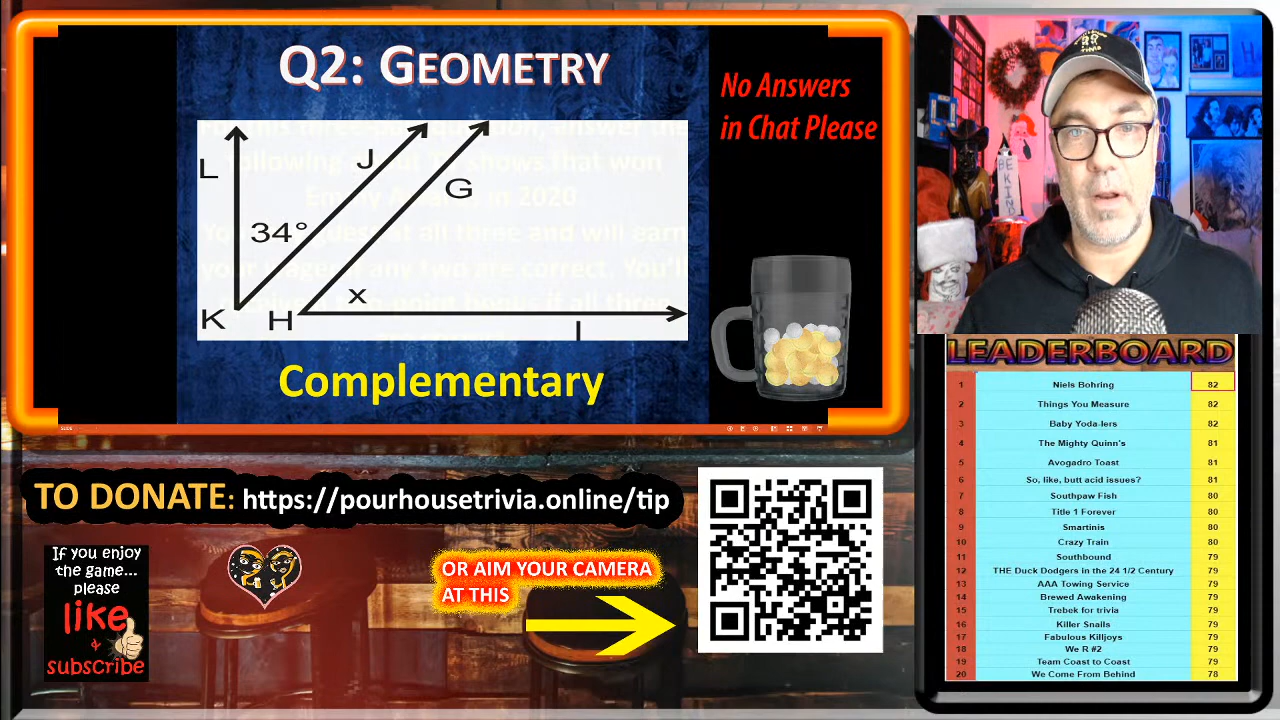 Q2: GEOMETRY
No Answers
in Chat Please
L
J
G
34°
x
K
H
I
Complementary
TO DONATE: https://pourhousetrivia.online/tip
If you enjoy
the game...
please
like
&
subscribe
OR AIM YOUR CAMERA
AT THIS
LEADERBOARD
1 Niels Bohring 82
2 Things You Measure 82
3 Baby Yoda-lers 82
4 The Mighty Quinn's 81
5 Avogadro Toast 81
6 So, like, butt acid issues? 81
7 Southpaw Fish 80
8 Title 1 Forever 80
9 Smartinis 80
10 Crazy Train 80
11 Southbound 79
12 THE Duck Dodgers in the 24 1/2 Century 79
13 AAA Towing Service 79
14 Brewed Awakening 79
15 Trebek for trivia 79
16 Killer Snails 79
17 Fabulous Killjoys 79
18 We R #2 79
19 Team Coast to Coast 79
20 We Come From Behind 78